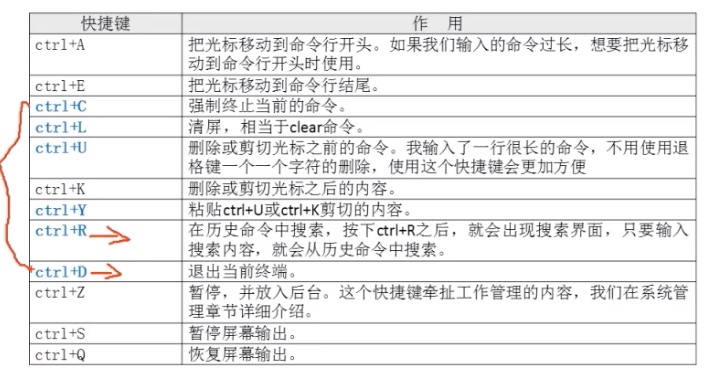 快捷键 作 用
ctrl+A 把光标移动到命令行开头。如果我们输入的命令过长，想要把光标移
动到命令行开头时使用。
ctrl+E 把光标移动到命令行结尾。
ctrl+C 强制终止当前的命令。
ctrl+L 清屏，相当于clear命令。
ctrl+U 删除或剪切光标之前的命令。我输入了一行很长的命令，不用使用退
格键一个一个字符的删除，使用这个快捷键会更加方便
ctrl+K 删除或剪切光标之后的内容。
ctrl+Y 粘贴ctrl+U或ctrl+K剪切的内容。
ctrl+R 在历史命令中搜索，按下ctrl+R之后，就会出现搜索界面，只要输入
搜索内容，就会从历史命令中搜索。
ctrl+D 退出当前终端。
ctrl+Z 暂停，并放入后台。这个快捷键牵扯工作管理的内容，我们在系统管
理章节详细介绍。
ctrl+S 暂停屏幕输出。
ctrl+Q 恢复屏幕输出。